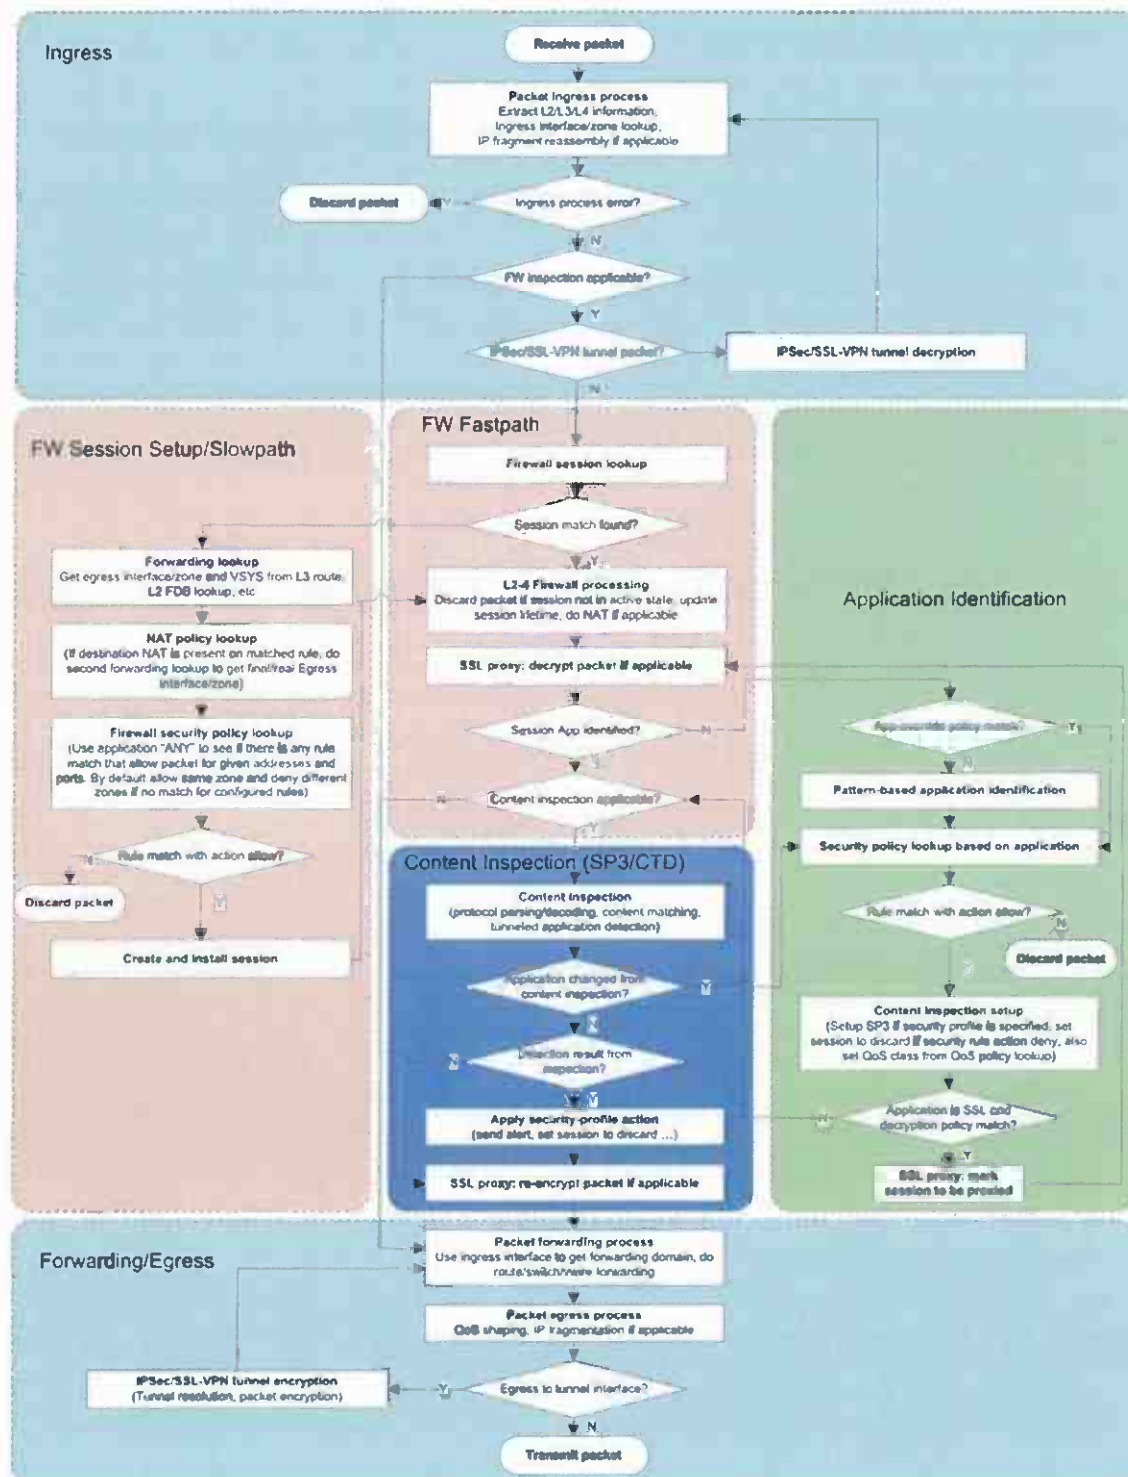 Ingress
Receive packet
Packet Ingress process
Extract L2/L3/L4 information,
Ingress interface/zone lookup,
IP fragment reassembly if applicable
Discard packet
Y
Ingress process error?
N
FW inspection applicable?
Y
IPSec/SSL-VPN tunnel packet?
IPSec/SSL-VPN tunnel decryption
N
FW Session Setup/Slowpath
FW Fastpath
Firewall session lookup
Session match found?
Y
Forwarding lookup
Get egress interface/zone and VSYS from L3 route,
L2 FDB lookup, etc
L2-4 Firewall processing
Discard packet if session not in active state, update
session lifetime, do NAT if applicable
Application Identification
NAT policy lookup
(If destination NAT is present on matched rule, do
second forwarding lookup to get final/real Egress
interface/zone)
SSL proxy: decrypt packet if applicable
Session App identified?
N
Y
App-override policy match?
Y
N
Firewall security policy lookup
(Use application "ANY" to see if there is any rule
match that allow packet for given addresses and
ports. By default allow same zone and deny different
zones if no match for configured rules)
N
Content inspection applicable?
Y
Pattern-based application identification
Security policy lookup based on application
Rule match with action allow?
N
Discard packet
Y
Create and install session
Content Inspection (SP3/CTD)
Content Inspection
(protocol parsing/decoding, content matching,
tunneled application detection)
Application changed from
content inspection?
Y
N
Detection result from
inspection?
N
Y
Apply security-profile action
(send alert, set session to discard ...)
SSL proxy: re-encrypt packet if applicable
Rule match with action allow?
N
Discard packet
Y
Content Inspection setup
(Setup SP3 if security profile is specified, set
session to discard if security rule action deny, also
set QoS class from QoS policy lookup)
N
Application is SSL and
decryption policy match?
Y
SSL proxy: mark
session to be proxied
Forwarding/Egress
Packet forwarding process
Use ingress interface to get forwarding domain, do
route/switch/vwire forwarding
Packet egress process
QoS shaping, IP fragmentation if applicable
IPSec/SSL-VPN tunnel encryption
(Tunnel resolution, packet encryption)
Y
Egress to tunnel interface?
N
Transmit packet